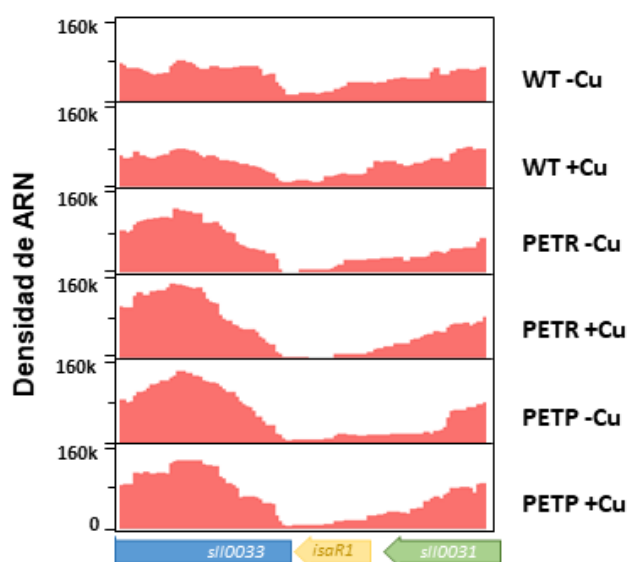 160k
WT -Cu
160k
WT +Cu
160k
PETR -Cu
160k
PETR +Cu
160k
PETP -Cu
160k
PETP +Cu
0
Densidad de ARN
sll0033
isaR1
sll0031